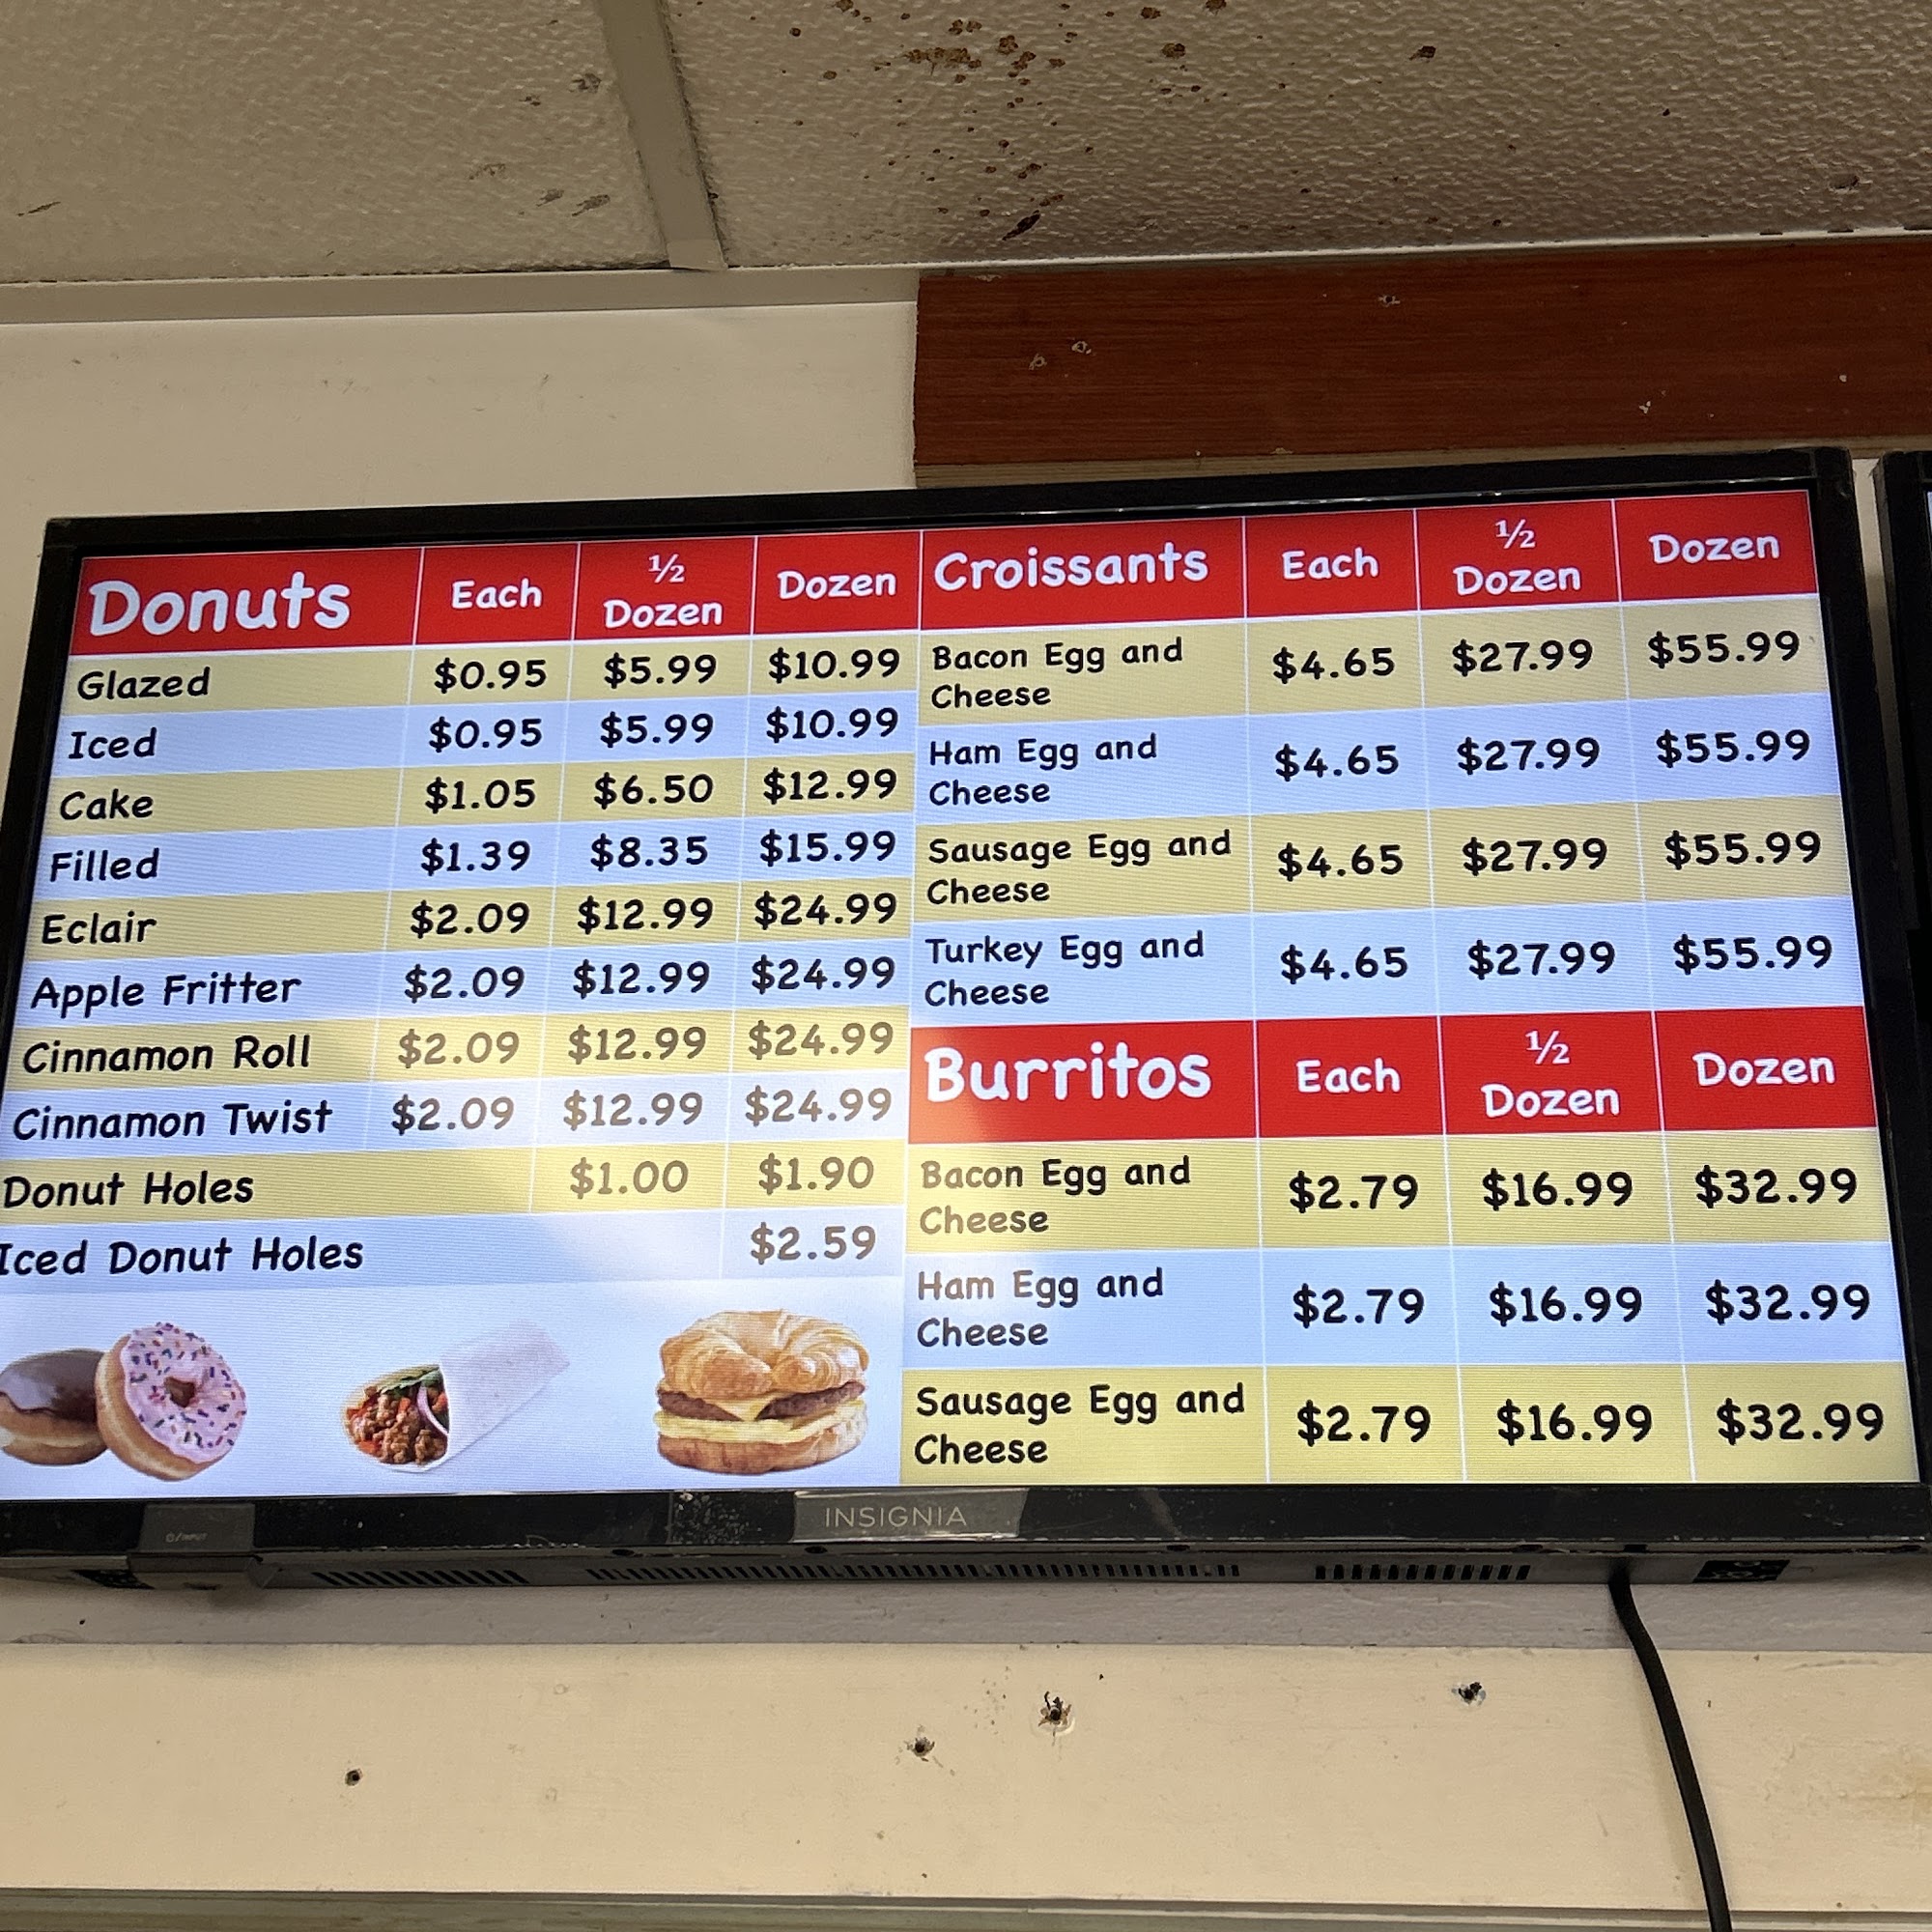 Donuts Each ½ Dozen Dozen
Glazed $0.95 $5.99 $10.99
Iced $0.95 $5.99 $10.99
Cake $1.05 $6.50 $12.99
Filled $1.39 $8.35 $15.99
Eclair $2.09 $12.99 $24.99
Apple Fritter $2.09 $12.99 $24.99
Cinnamon Roll $2.09 $12.99 $24.99
Cinnamon Twist $2.09 $12.99 $24.99
Donut Holes $1.00 $1.90
Iced Donut Holes $2.59
Croissants Each ½ Dozen Dozen
Bacon Egg and
Cheese $4.65 $27.99 $55.99
Ham Egg and
Cheese $4.65 $27.99 $55.99
Sausage Egg and
Cheese $4.65 $27.99 $55.99
Turkey Egg and
Cheese $4.65 $27.99 $55.99
Burritos Each ½ Dozen Dozen
Bacon Egg and
Cheese $2.79 $16.99 $32.99
Ham Egg and
Cheese $2.79 $16.99 $32.99
Sausage Egg and
Cheese $2.79 $16.99 $32.99
INSIGNIA